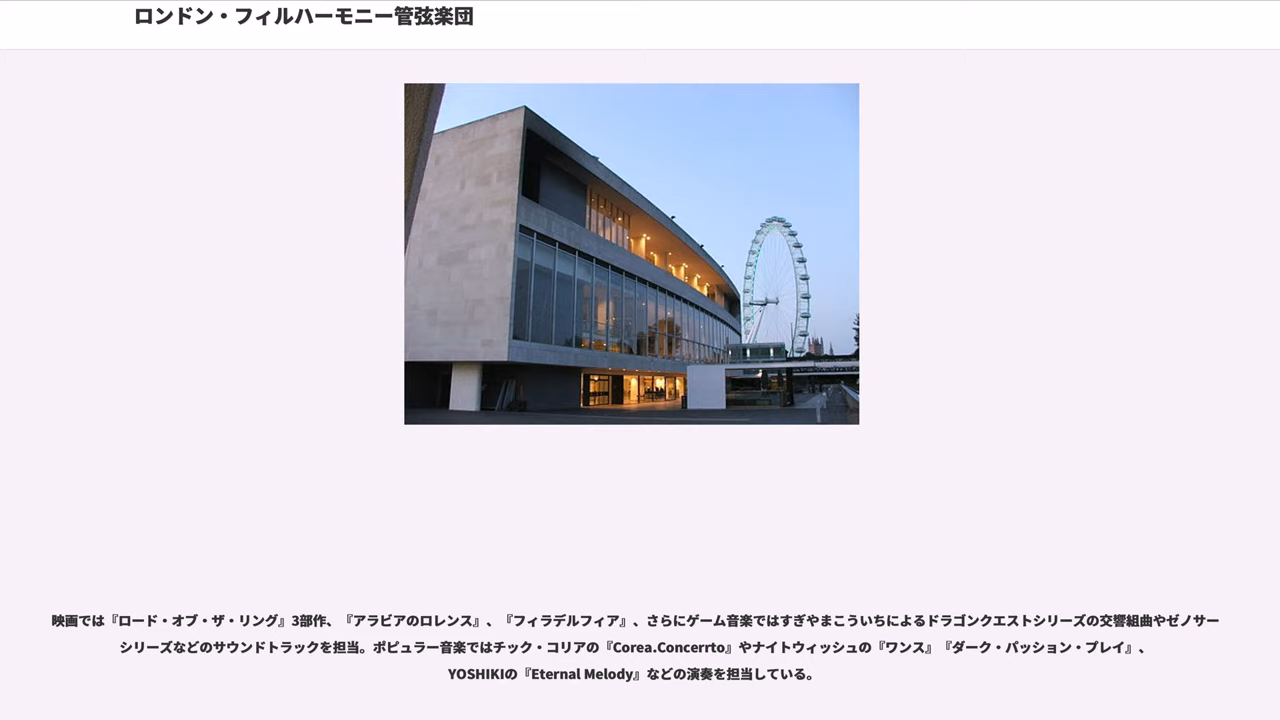 ロンドン・フィルハーモニー管弦楽団
映画では『ロード・オブ・ザ・リング』3部作、『アラビアのロレンス』、『フィラデルフィア』、さらにゲーム音楽ではすぎやまこういちによるドラゴンクエストシリーズの交響組曲やゼノサー
シリーズなどのサウンドトラックを担当。ポピュラー音楽ではチック・コリアの『Corea.Concerrto』やナイトウィッシュの『ワンス』『ダーク・パッション・プレイ』、
YOSHIKIの『Eternal Melody』などの演奏を担当している。